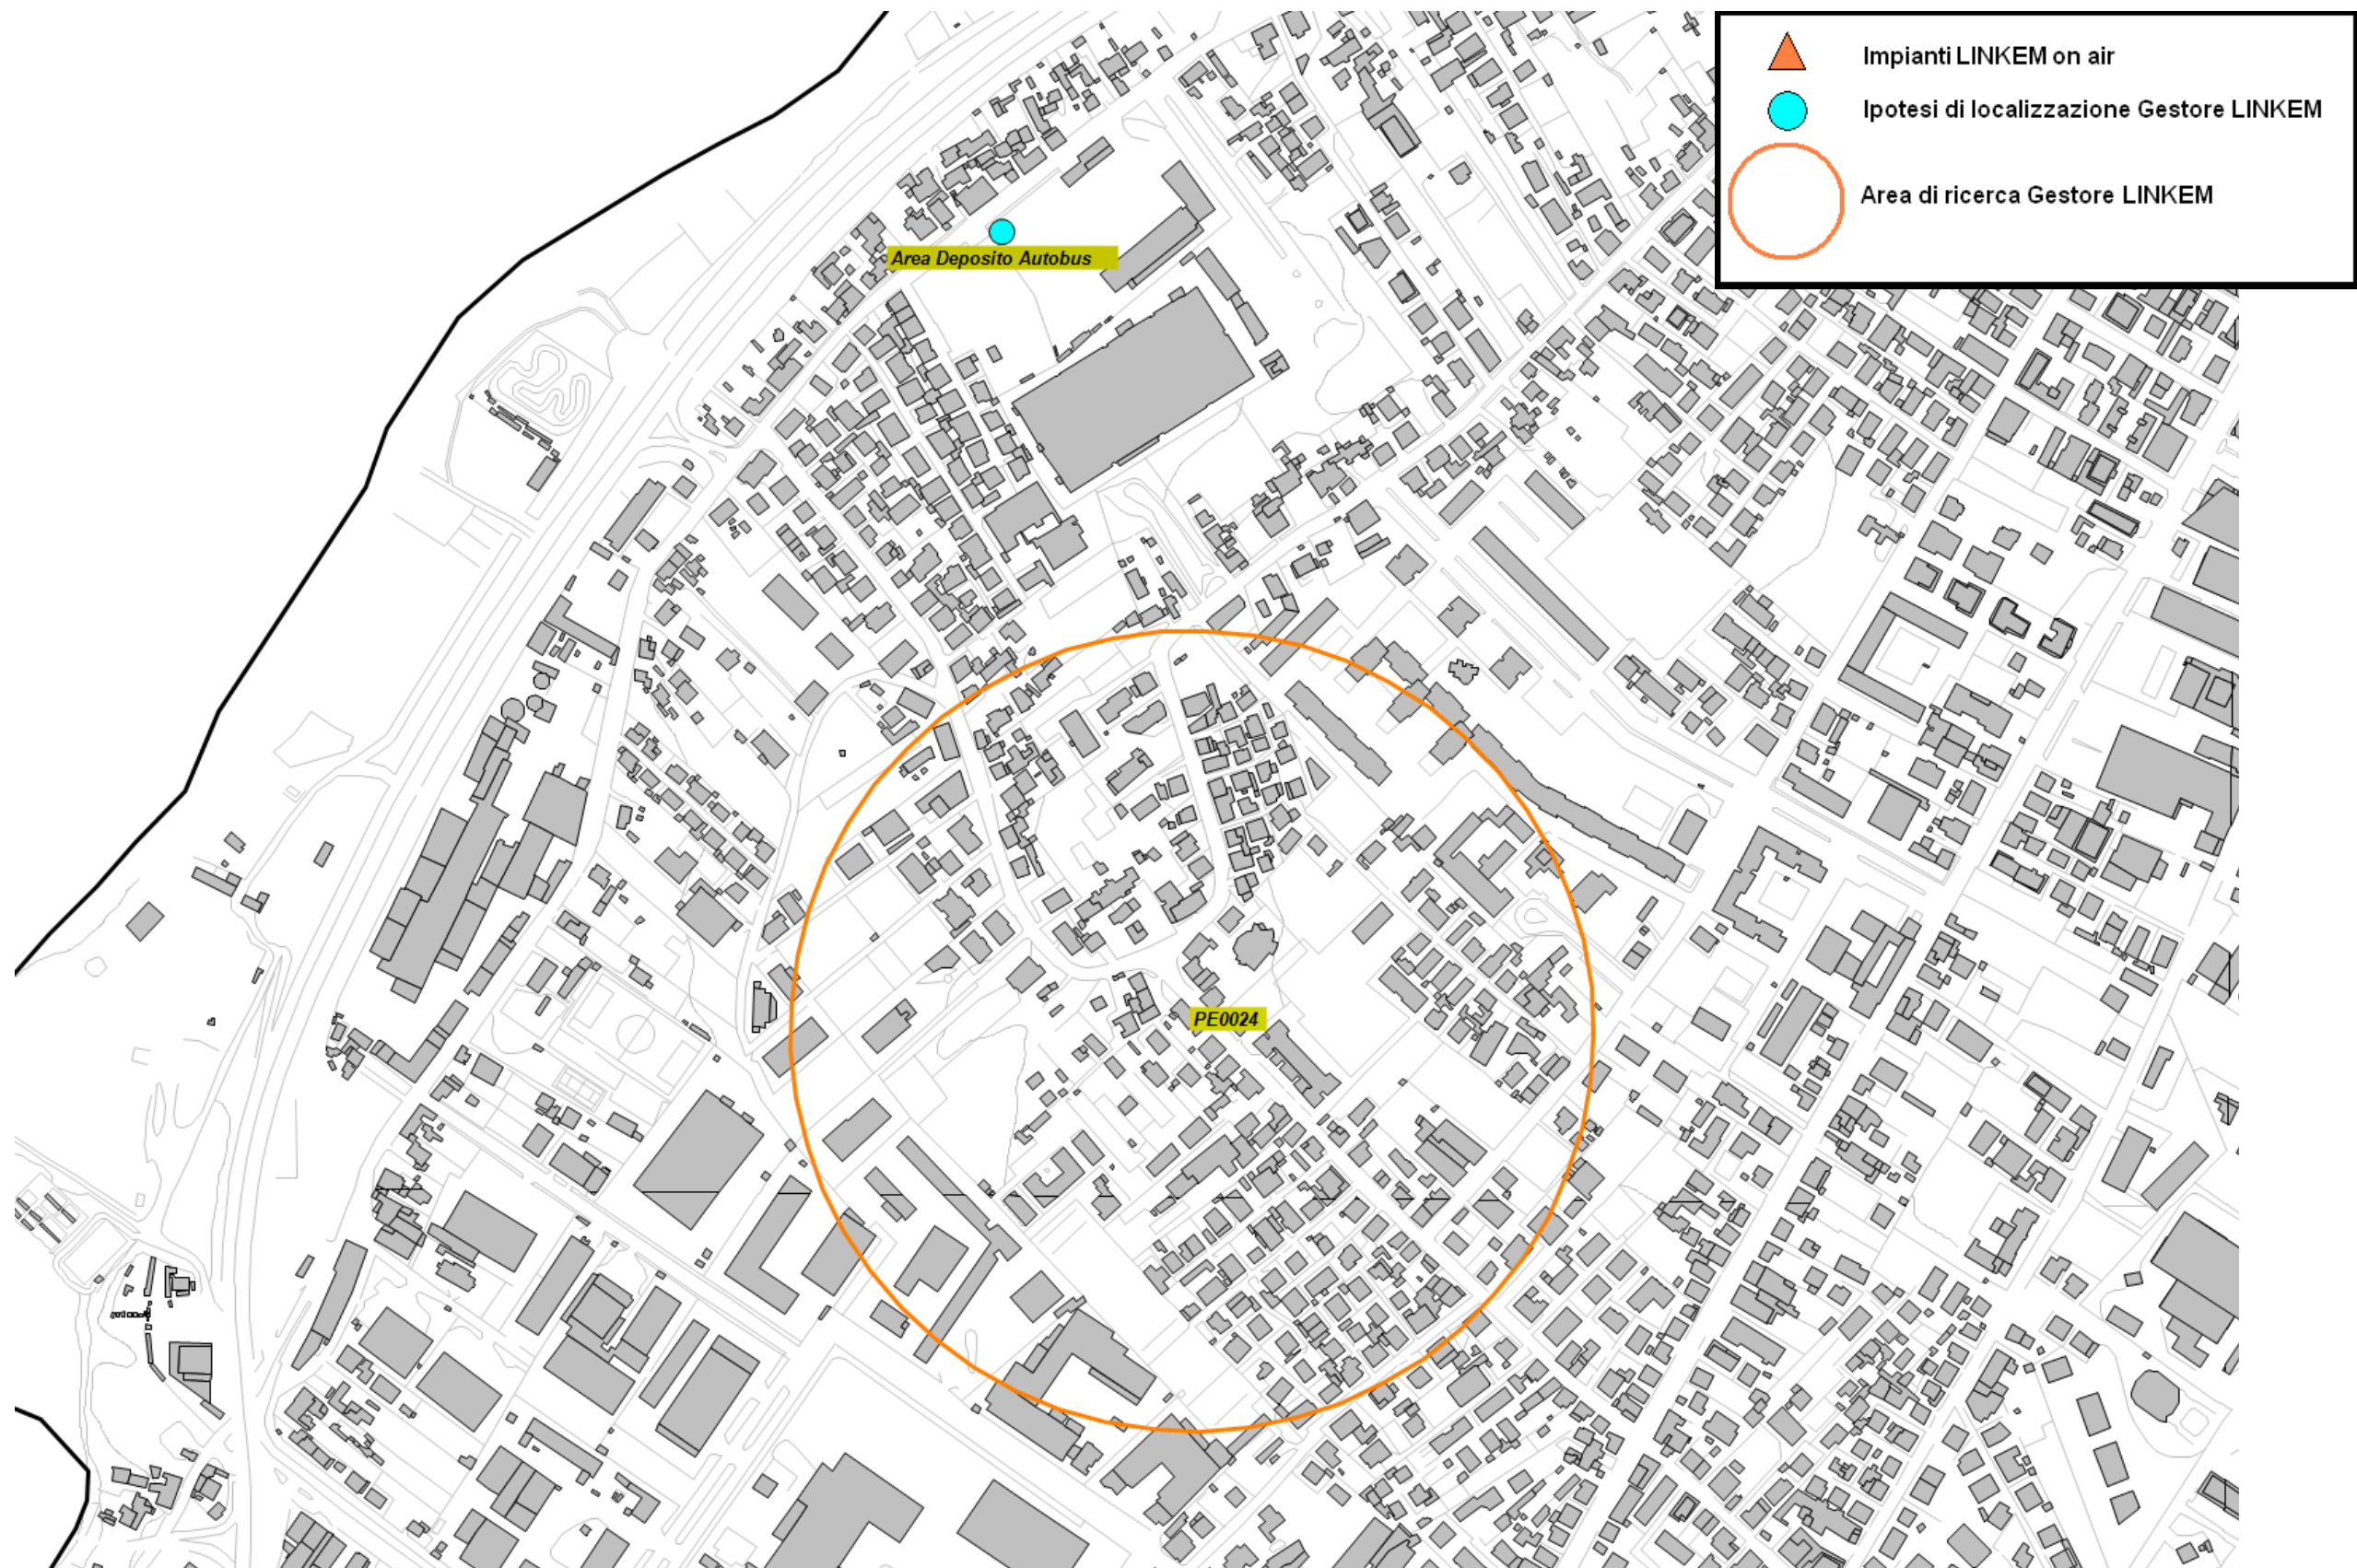 Impianti LINKEM on air
Ipotesi di localizzazione Gestore LINKEM
Area di ricerca Gestore LINKEM
Area Deposito Autobus
PE0024